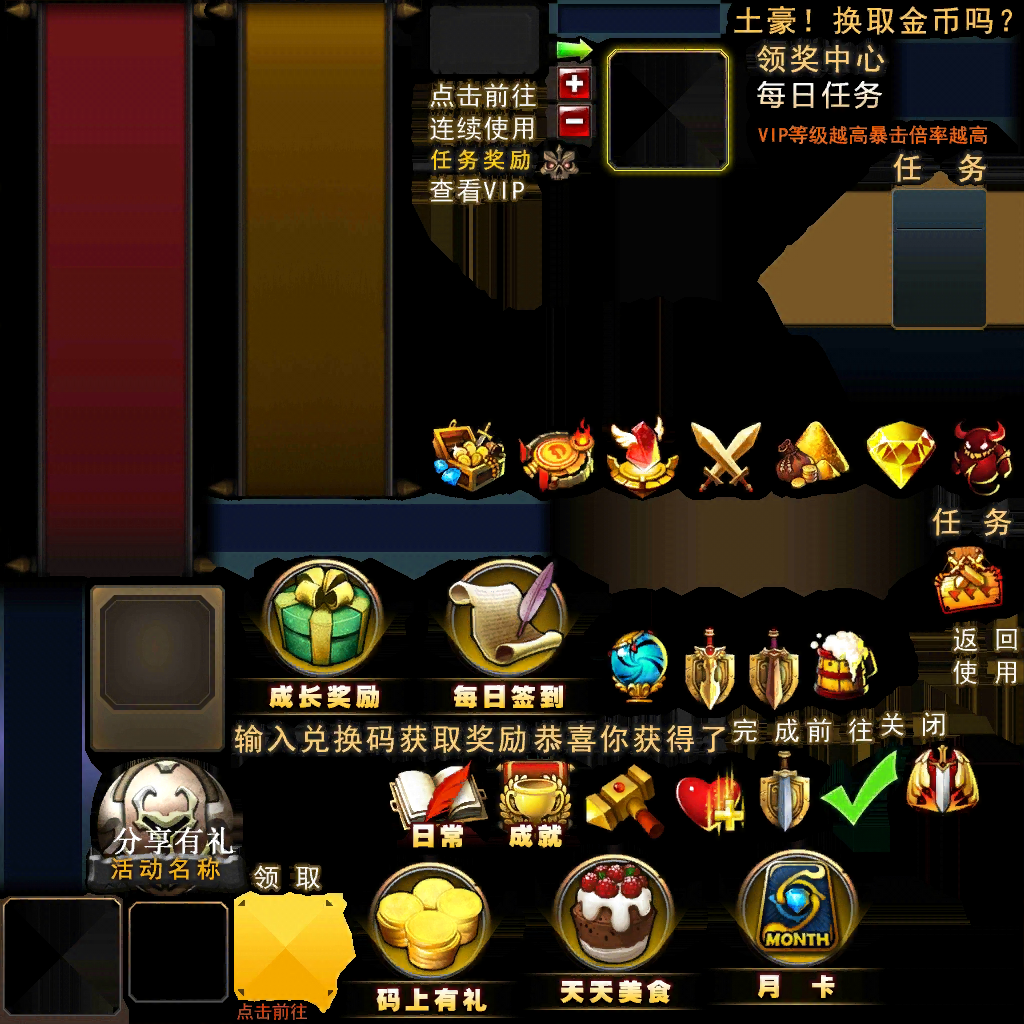 土豪！换取金币吗？
领奖中心
每日任务
点击前往
连续使用
任务奖励
查看VIP
VIP等级越高暴击倍率越高
任 务
任 务
返 回
使 用
成长奖励
每日签到
输入兑换码获取奖励恭喜你获得了
完 成
前 往
关 闭
日常
成就
分享有礼
活动名称
领 取
MONTH
点击前往
码上有礼
天天美食
月 卡